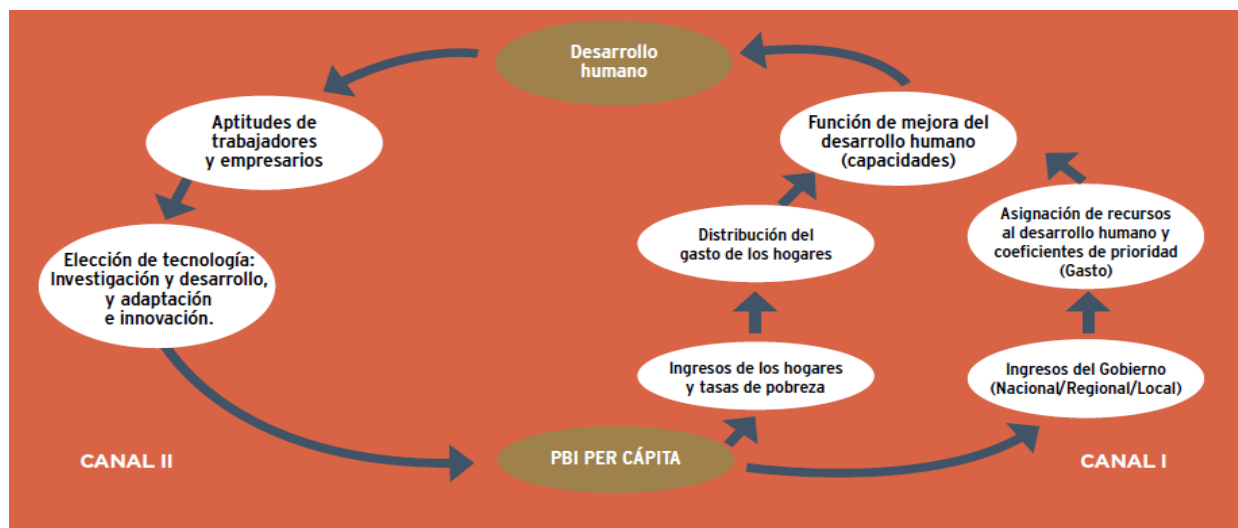 Desarrollo
humano
Aptitudes de
trabajadores
y empresarios
Función de mejora del
desarrollo humano
(capacidades)
Distribución del
gasto de los hogares
Asignación de recursos
al desarrollo humano y
coeficientes de prioridad
(Gasto)
Elección de tecnología:
Investigación y desarrollo,
y adaptación
e innovación.
Ingresos de los hogares
y tasas de pobreza
Ingresos del Gobierno
(Nacional/Regional/Local)
CANAL II
PBI PER CÁPITA
CANAL I